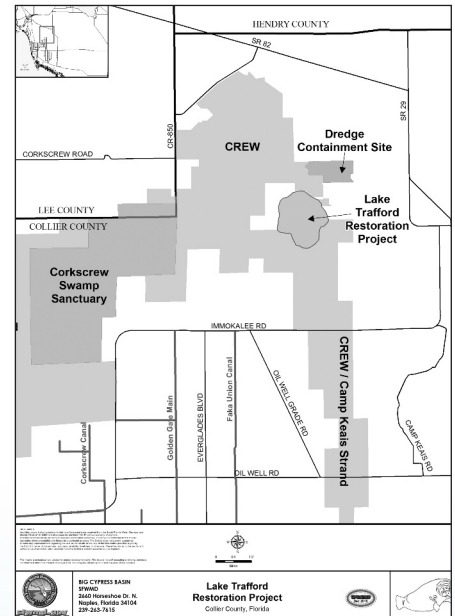 HENDRY COUNTY
SR 82
SR 29
CR-850
CREW
Dredge
Containment Site
CORKSCREW ROAD
Lake
Trafford
Restoration
Project
LEE COUNTY
COLLIER COUNTY
Corkscrew
Swamp
Sanctuary
IMMOKALEE RD
CREW / Camp Keais Strand
Corkscrew Canal
Golden Gate Main
EVERGLADES BLVD
Faka Union Canal
OIL WELL GRADE RD
CAMP KEAIS RD
OIL WELL RD
BIG CYPRESS BASIN
SFWMD
2660 Horseshoe Dr. N.
Naples, Florida 34104
239-263-7615
Lake Trafford
Restoration Project
Collier County, Florida